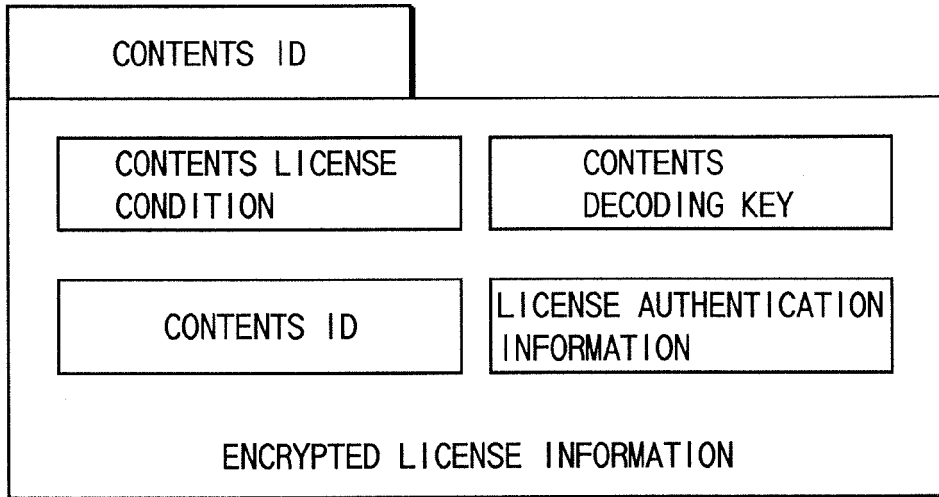 CONTENTS ID
CONTENTS LICENSE
CONDITION
CONTENTS
DECODING KEY
CONTENTS ID
LICENSE AUTHENTICATION
INFORMATION
ENCRYPTED LICENSE INFORMATION